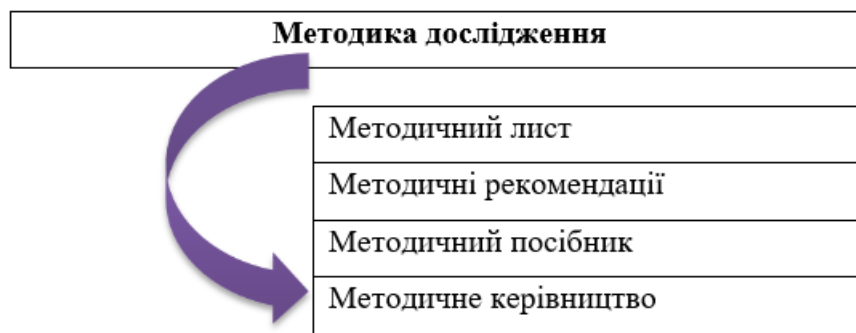 Методика дослідження
Методичний лист
Методичні рекомендації
Методичний посібник
Методичне керівництво